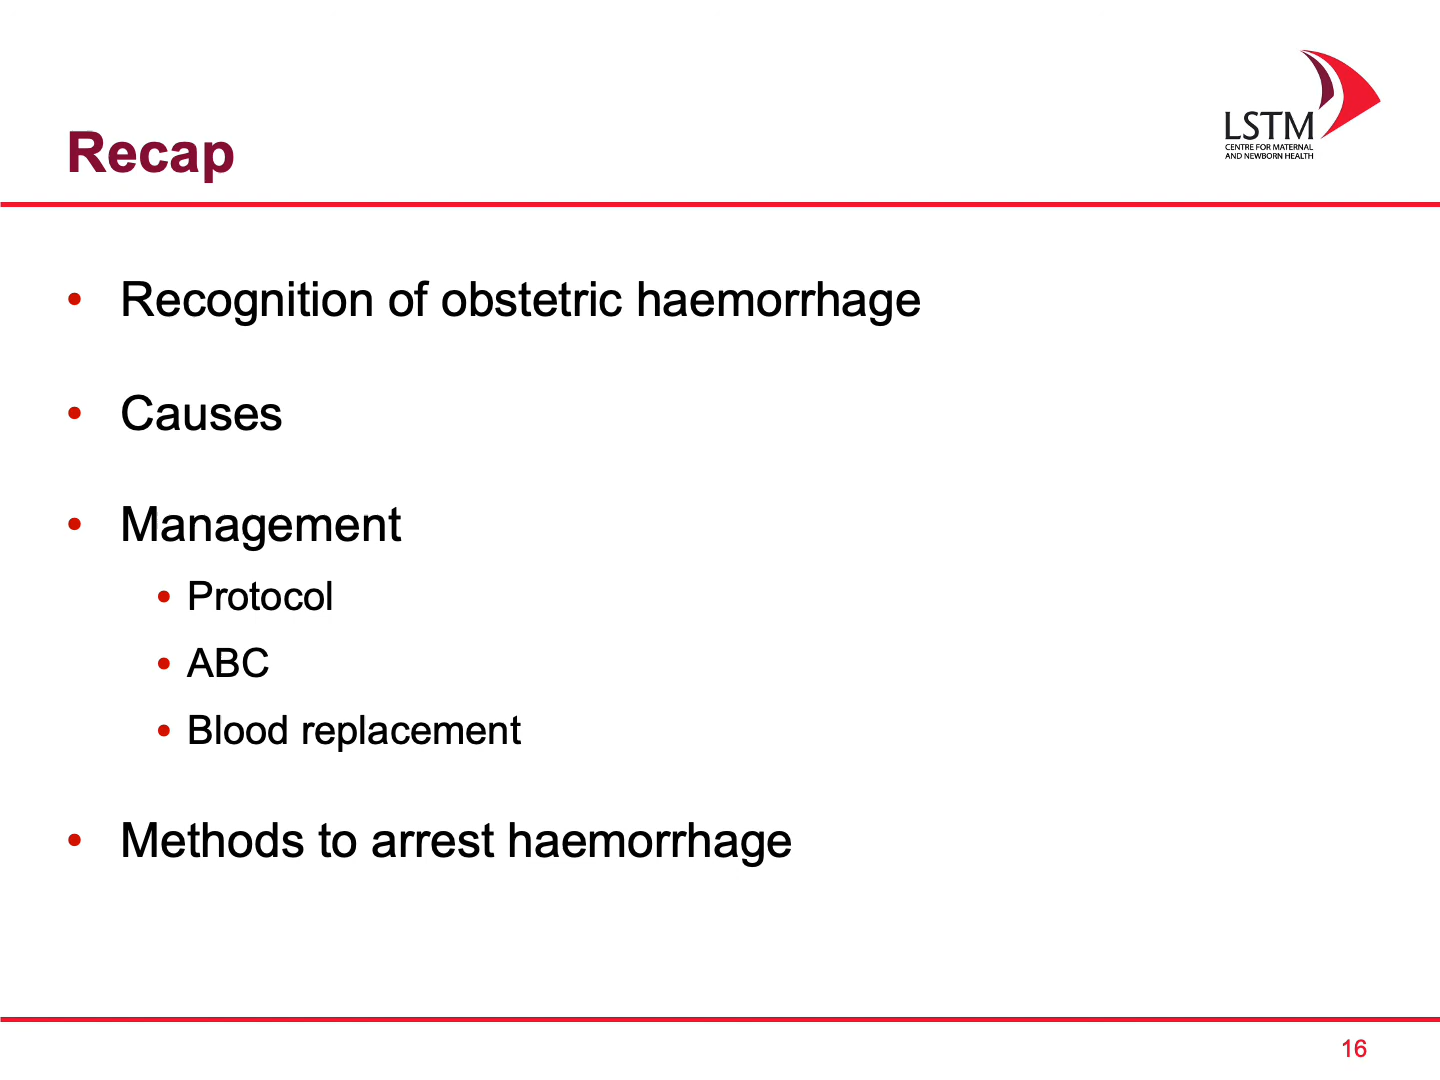 LSTM
CENTRE FOR MATERNAL
AND NEWBORN HEALTH
Recap
• Recognition of obstetric haemorrhage
• Causes
• Management
• Protocol
• ABC
• Blood replacement
• Methods to arrest haemorrhage
16